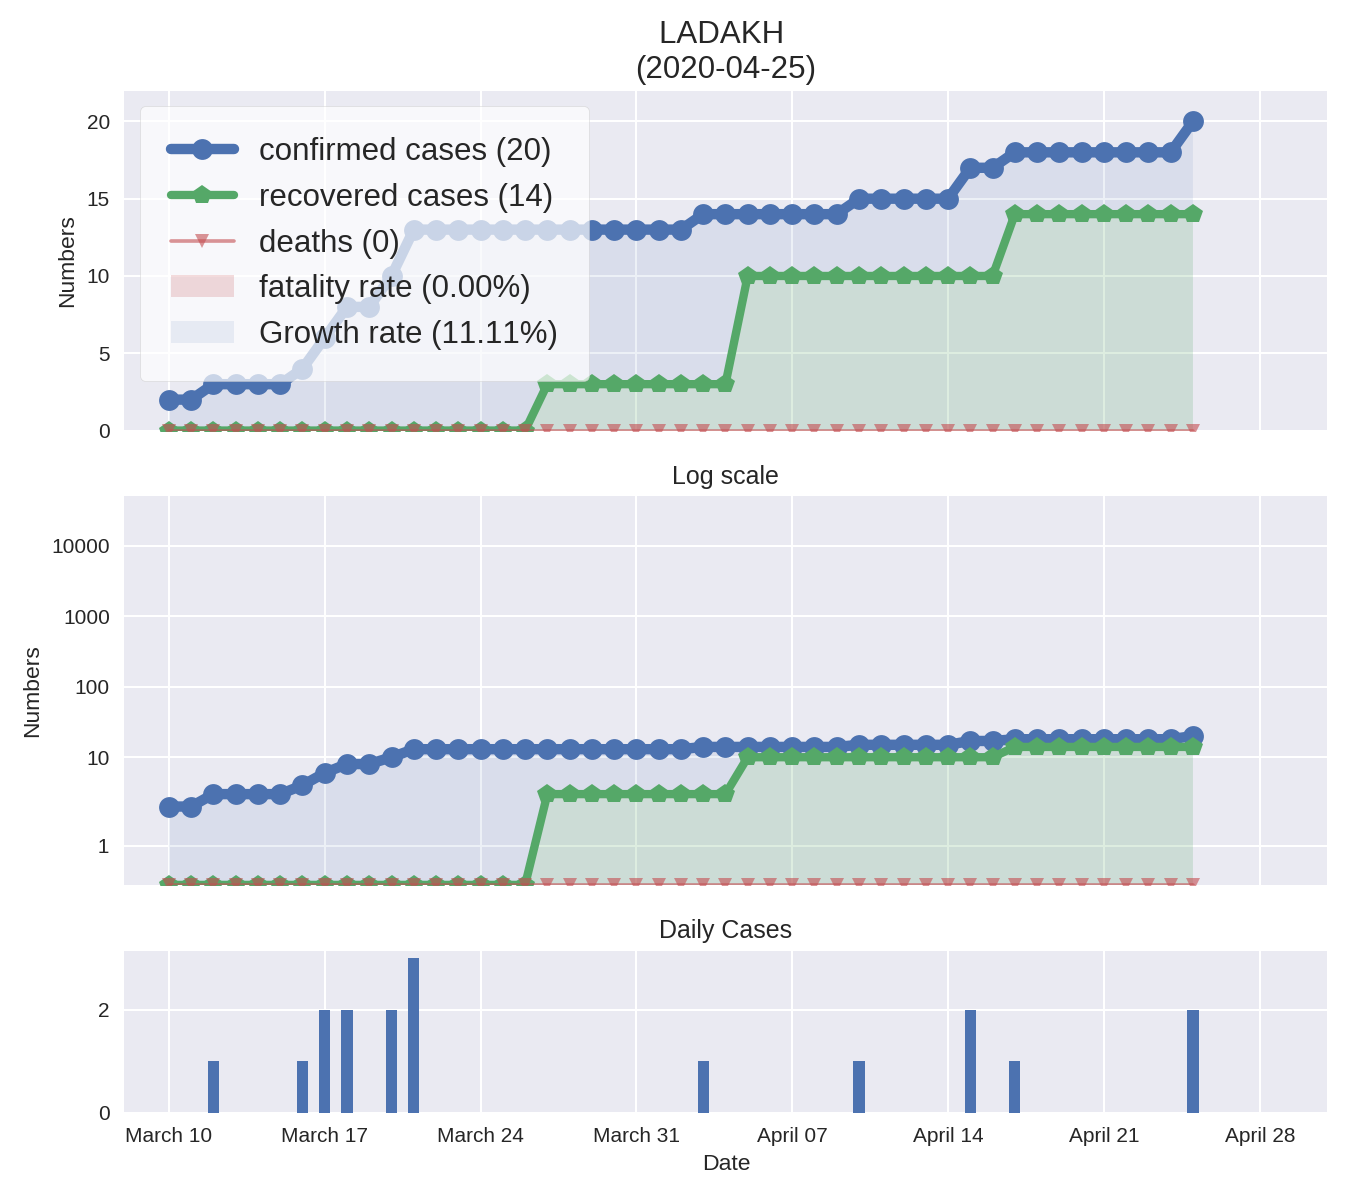 LADAKH
(2020-04-25)
20
15
10
5
0
Numbers
confirmed cases (20)
recovered cases (14)
deaths (0)
fatality rate (0.00%)
Growth rate (11.11%)
Log scale
10000
1000
100
10
1
Numbers
Daily Cases
2
0
March 10 March 17 March 24 March 31 April 07 April 14 April 21 April 28
Date